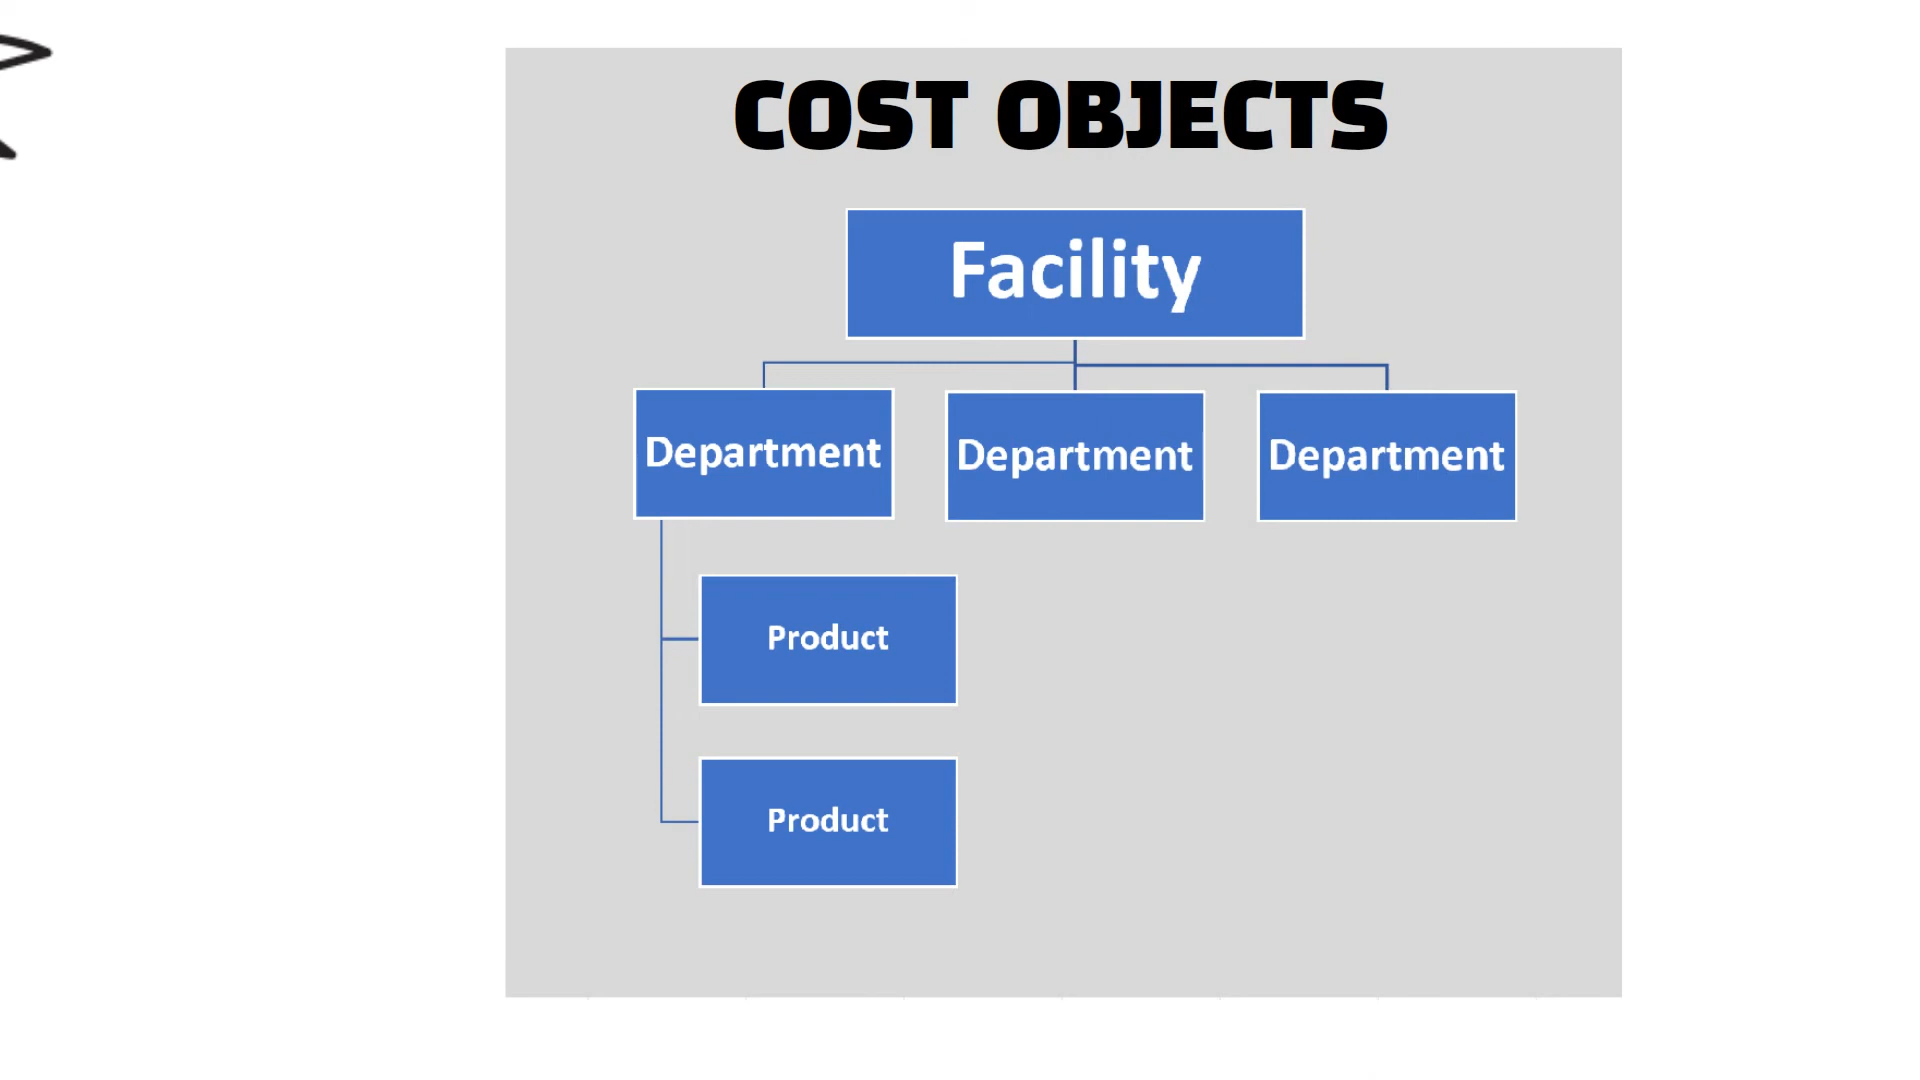 COST OBJECTS
Facility
Department
Department
Department
Product
Product